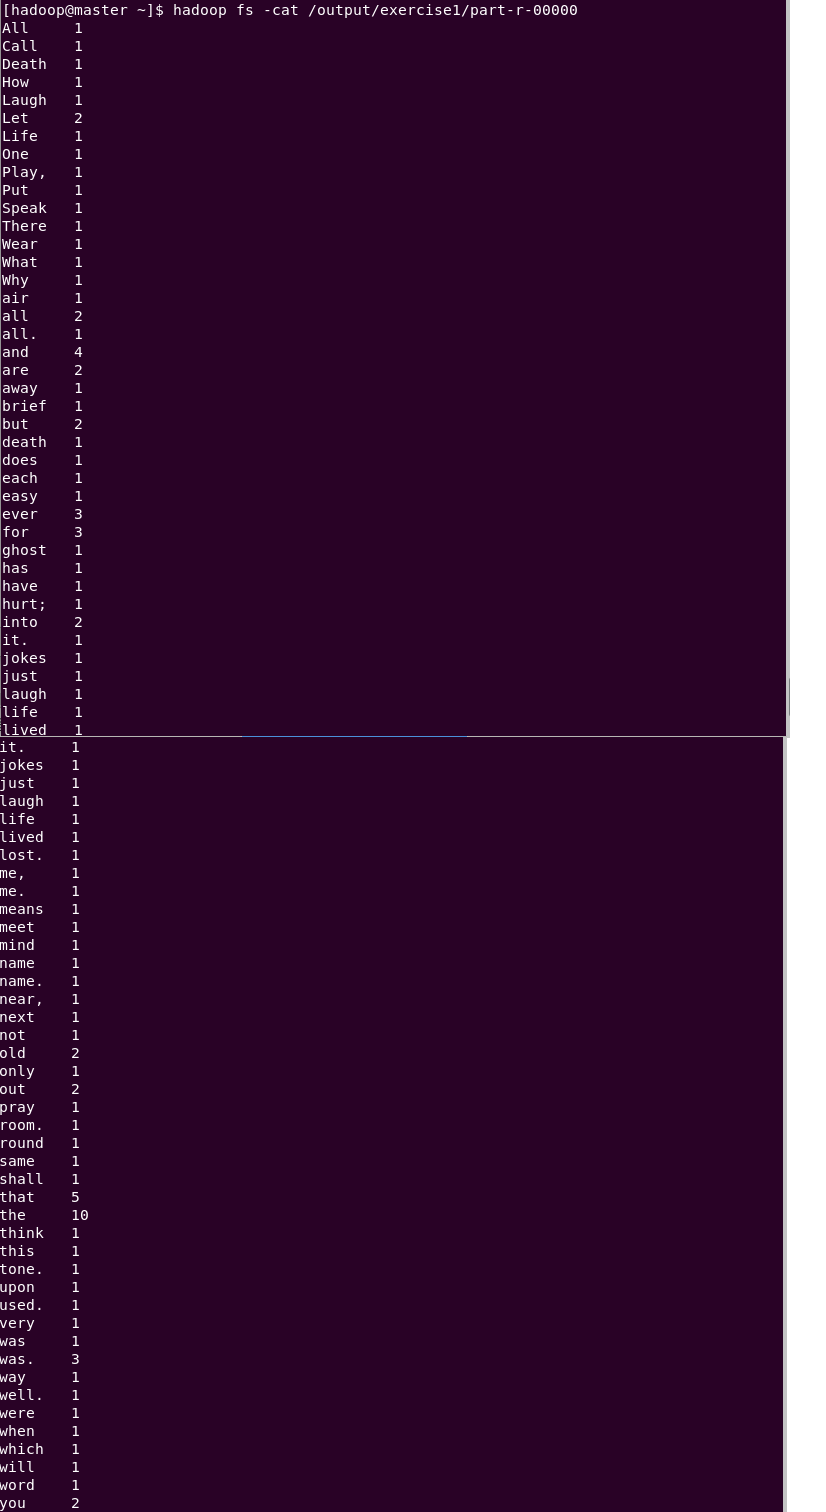 [hadoop@master ~]$ hadoop fs -cat /output/exercise1/part-r-00000
All 1
Call 1
Death 1
How 1
Laugh 1
Let 2
Life 1
One 1
Play, 1
Put 1
Speak 1
There 1
Wear 1
What 1
Why 1
air 1
all 2
all. 1
and 4
are 2
away 1
brief 1
but 2
death 1
does 1
each 1
easy 1
ever 3
for 3
ghost 1
has 1
have 1
hurt; 1
into 2
it. 1
jokes 1
just 1
laugh 1
life 1
lived 1
it. 1
jokes 1
just 1
laugh 1
life 1
lived 1
lost. 1
me, 1
me. 1
means 1
meet 1
mind 1
name 1
name. 1
near, 1
next 1
not 1
old 2
only 1
out 2
pray 1
room. 1
round 1
same 1
shall 1
that 5
the 10
think 1
this 1
tone. 1
upon 1
used. 1
very 1
was 1
was. 3
way 1
well. 1
were 1
when 1
which 1
will 1
word 1
you 2